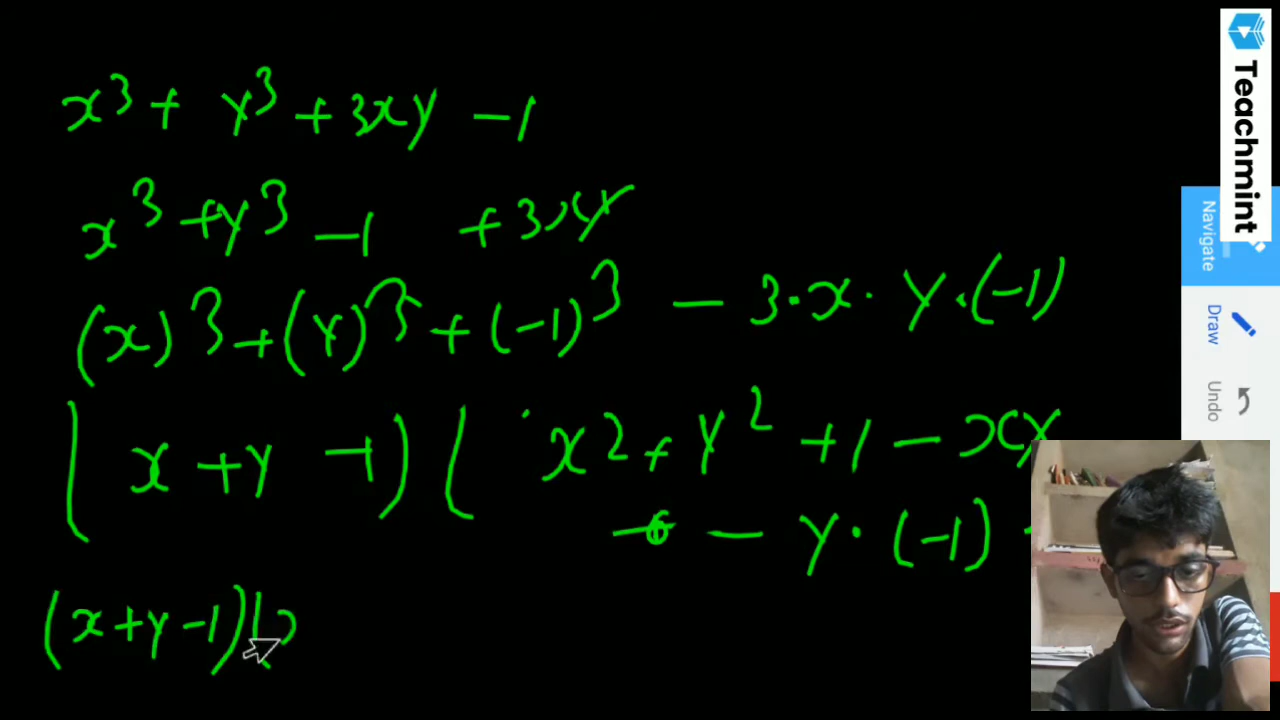 x³ + y³ + 3xy - 1
x³ + y³ - 1 + 3xy
(x)³ + (y)³ + (-1)³ - 3·x·y·(-1)
(x + y - 1)( x² + y² + 1 - xy
- y·(-1)
(x + y - 1)(
Teachmint
Navigate
Draw
Undo